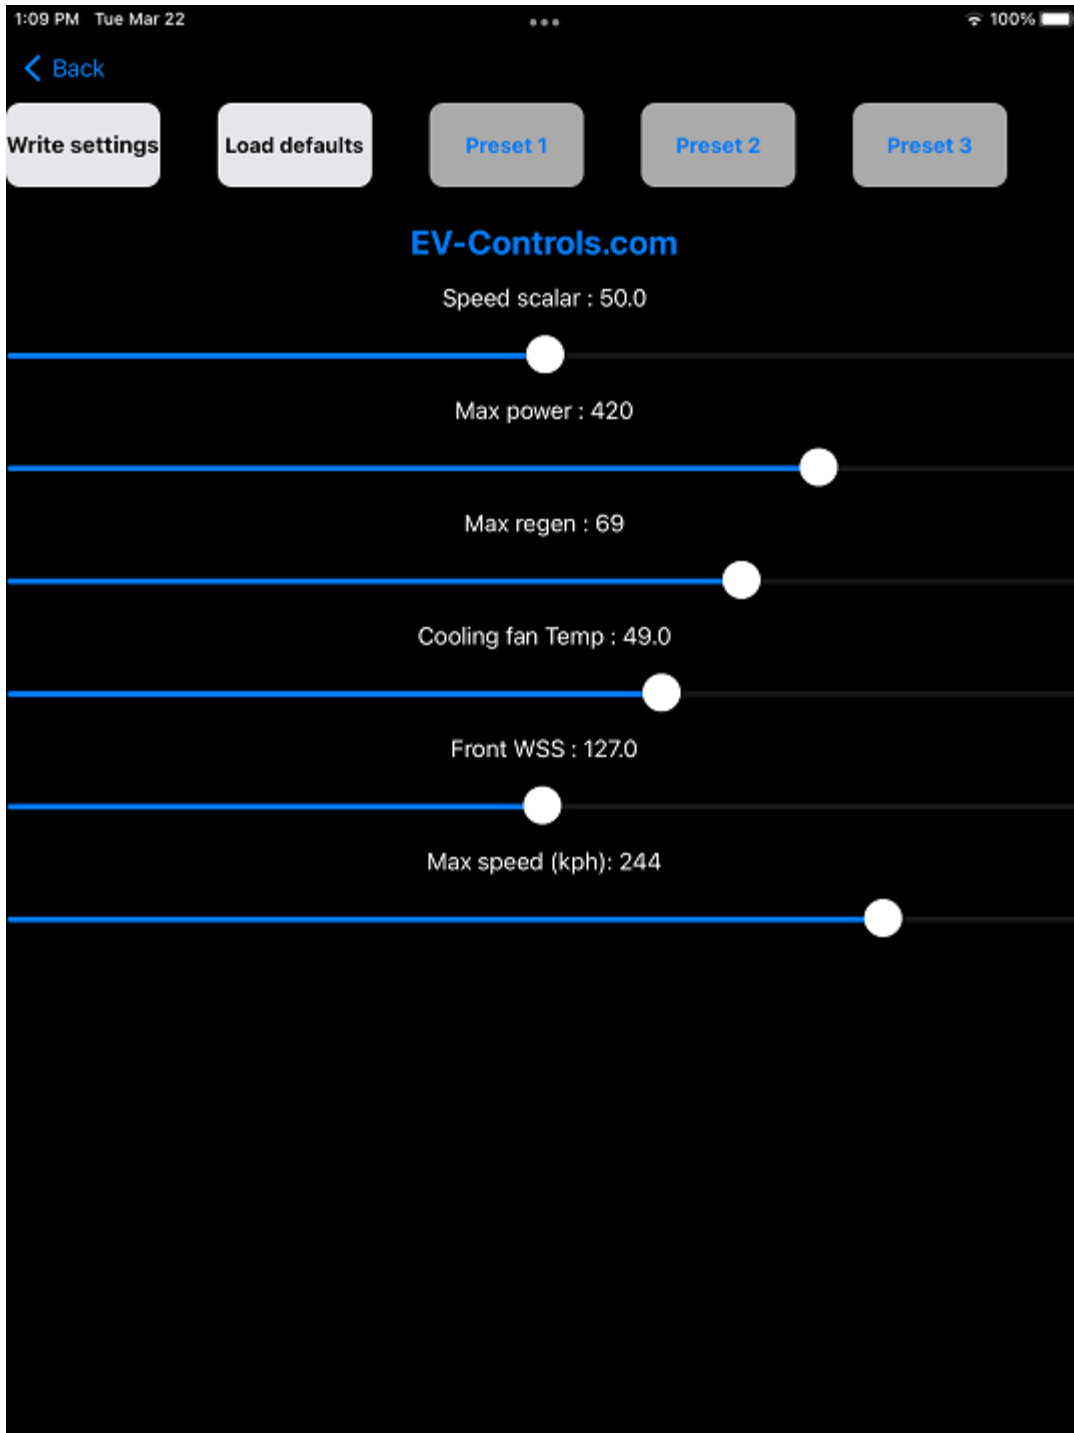 1:09 PM Tue Mar 22
100%
Back
Write settings
Load defaults
Preset 1
Preset 2
Preset 3
EV-Controls.com
Speed scalar : 50.0
Max power : 420
Max regen : 69
Cooling fan Temp : 49.0
Front WSS : 127.0
Max speed (kph): 244